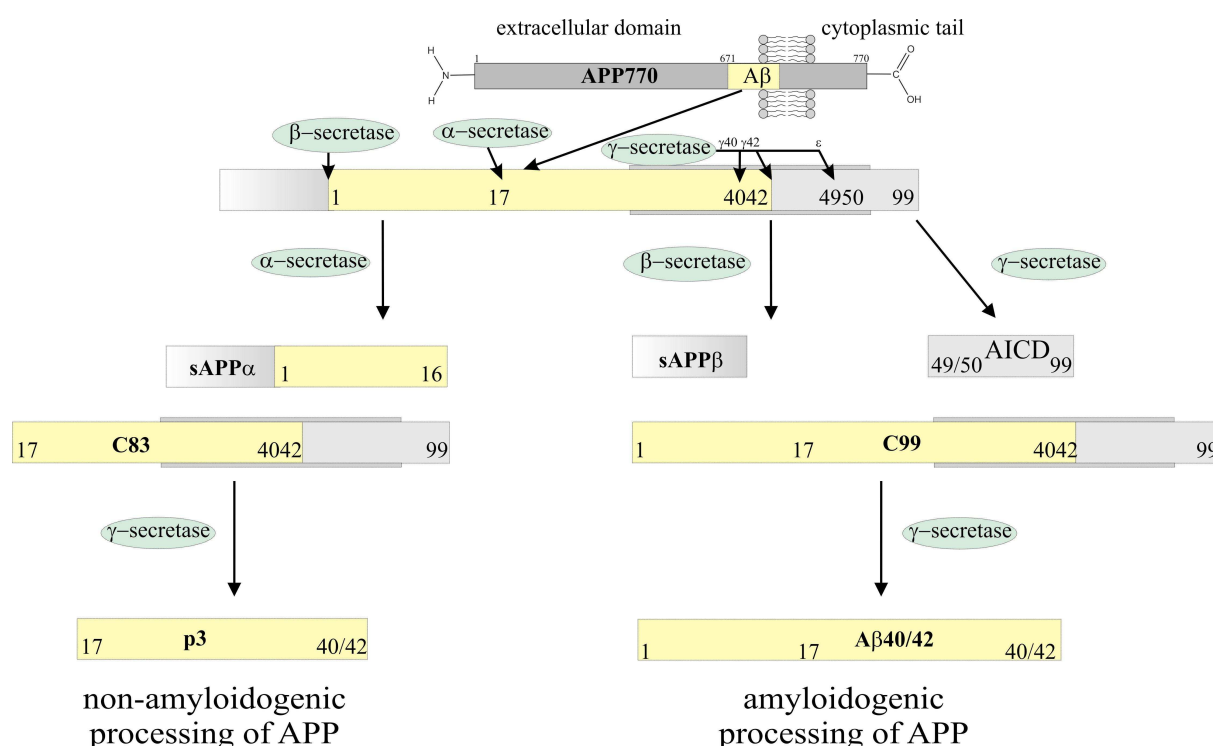 extracellular domain
cytoplasmic tail
H
N
H
1
APP770
671
Aβ
770
C
O
OH
β–secretase
α–secretase
γ–secretase
γ40 γ42
ε
1
17
4042
4950
99
α–secretase
β–secretase
γ–secretase
sAPPα
1
16
sAPPβ
49/50
AICD
99
17
C83
4042
99
1
17
C99
4042
99
γ–secretase
γ–secretase
17
p3
40/42
1
17
Aβ40/42
40/42
non-amyloidogenic
processing of APP
amyloidogenic
processing of APP